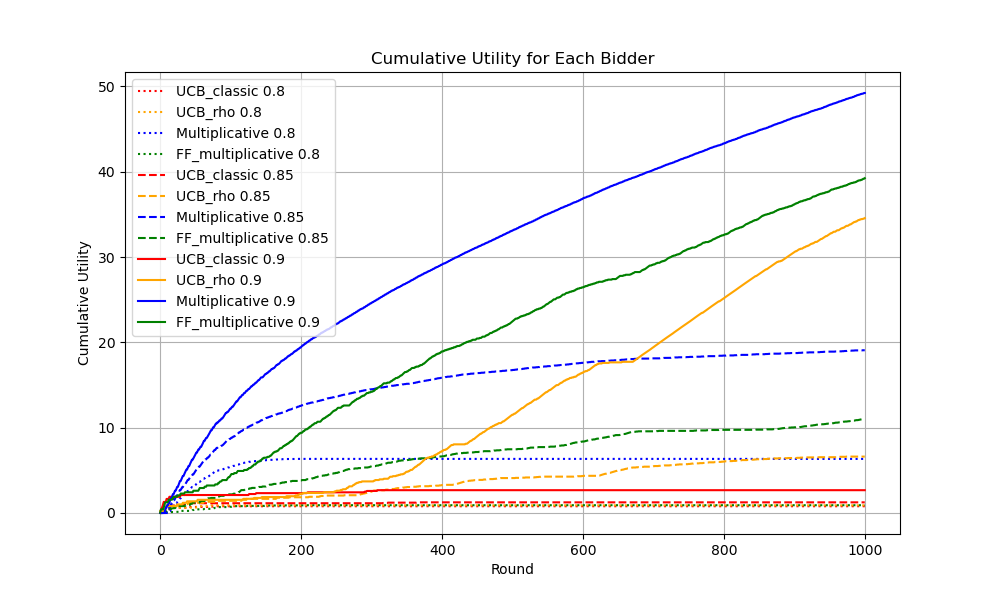 Cumulative Utility for Each Bidder
Cumulative Utility
50
40
30
20
10
0
UCB_classic 0.8
UCB_rho 0.8
Multiplicative 0.8
FF_multiplicative 0.8
UCB_classic 0.85
UCB_rho 0.85
Multiplicative 0.85
FF_multiplicative 0.85
UCB_classic 0.9
UCB_rho 0.9
Multiplicative 0.9
FF_multiplicative 0.9
0 200 400 600 800 1000
Round